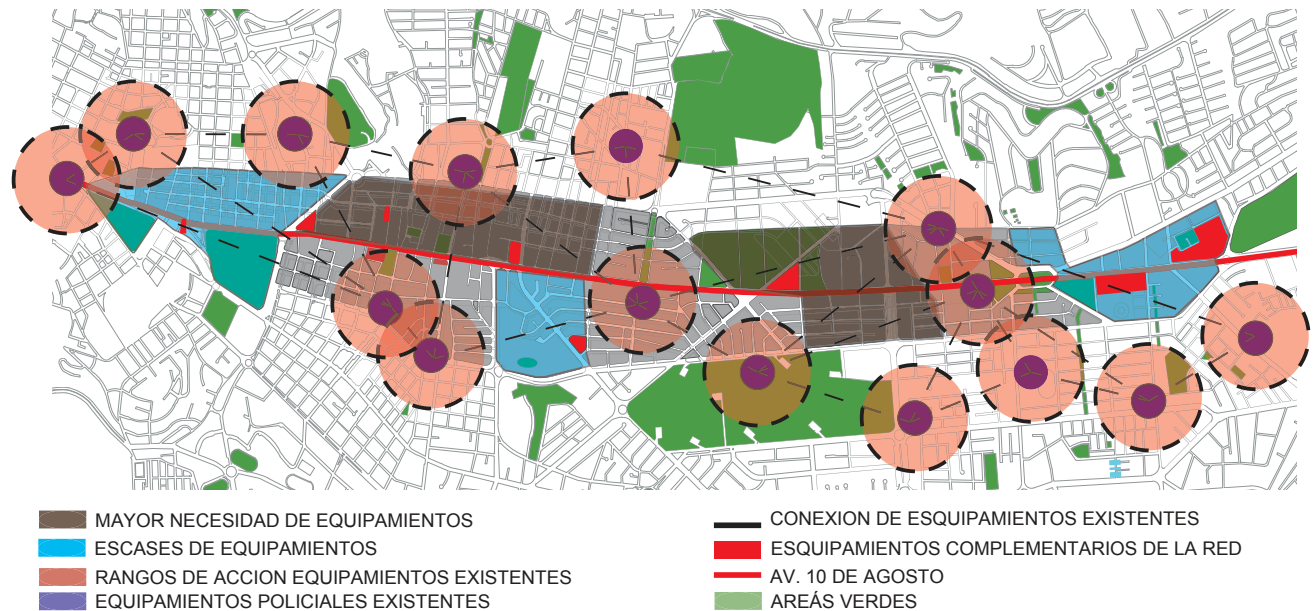 MAYOR NECESIDAD DE EQUIPAMIENTOS
ESCASES DE EQUIPAMIENTOS
RANGOS DE ACCION EQUIPAMIENTOS EXISTENTES
EQUIPAMIENTOS POLICIALES EXISTENTES
CONEXION DE ESQUIPAMIENTOS EXISTENTES
ESQUIPAMIENTOS COMPLEMENTARIOS DE LA RED
AV. 10 DE AGOSTO
AREÁS VERDES